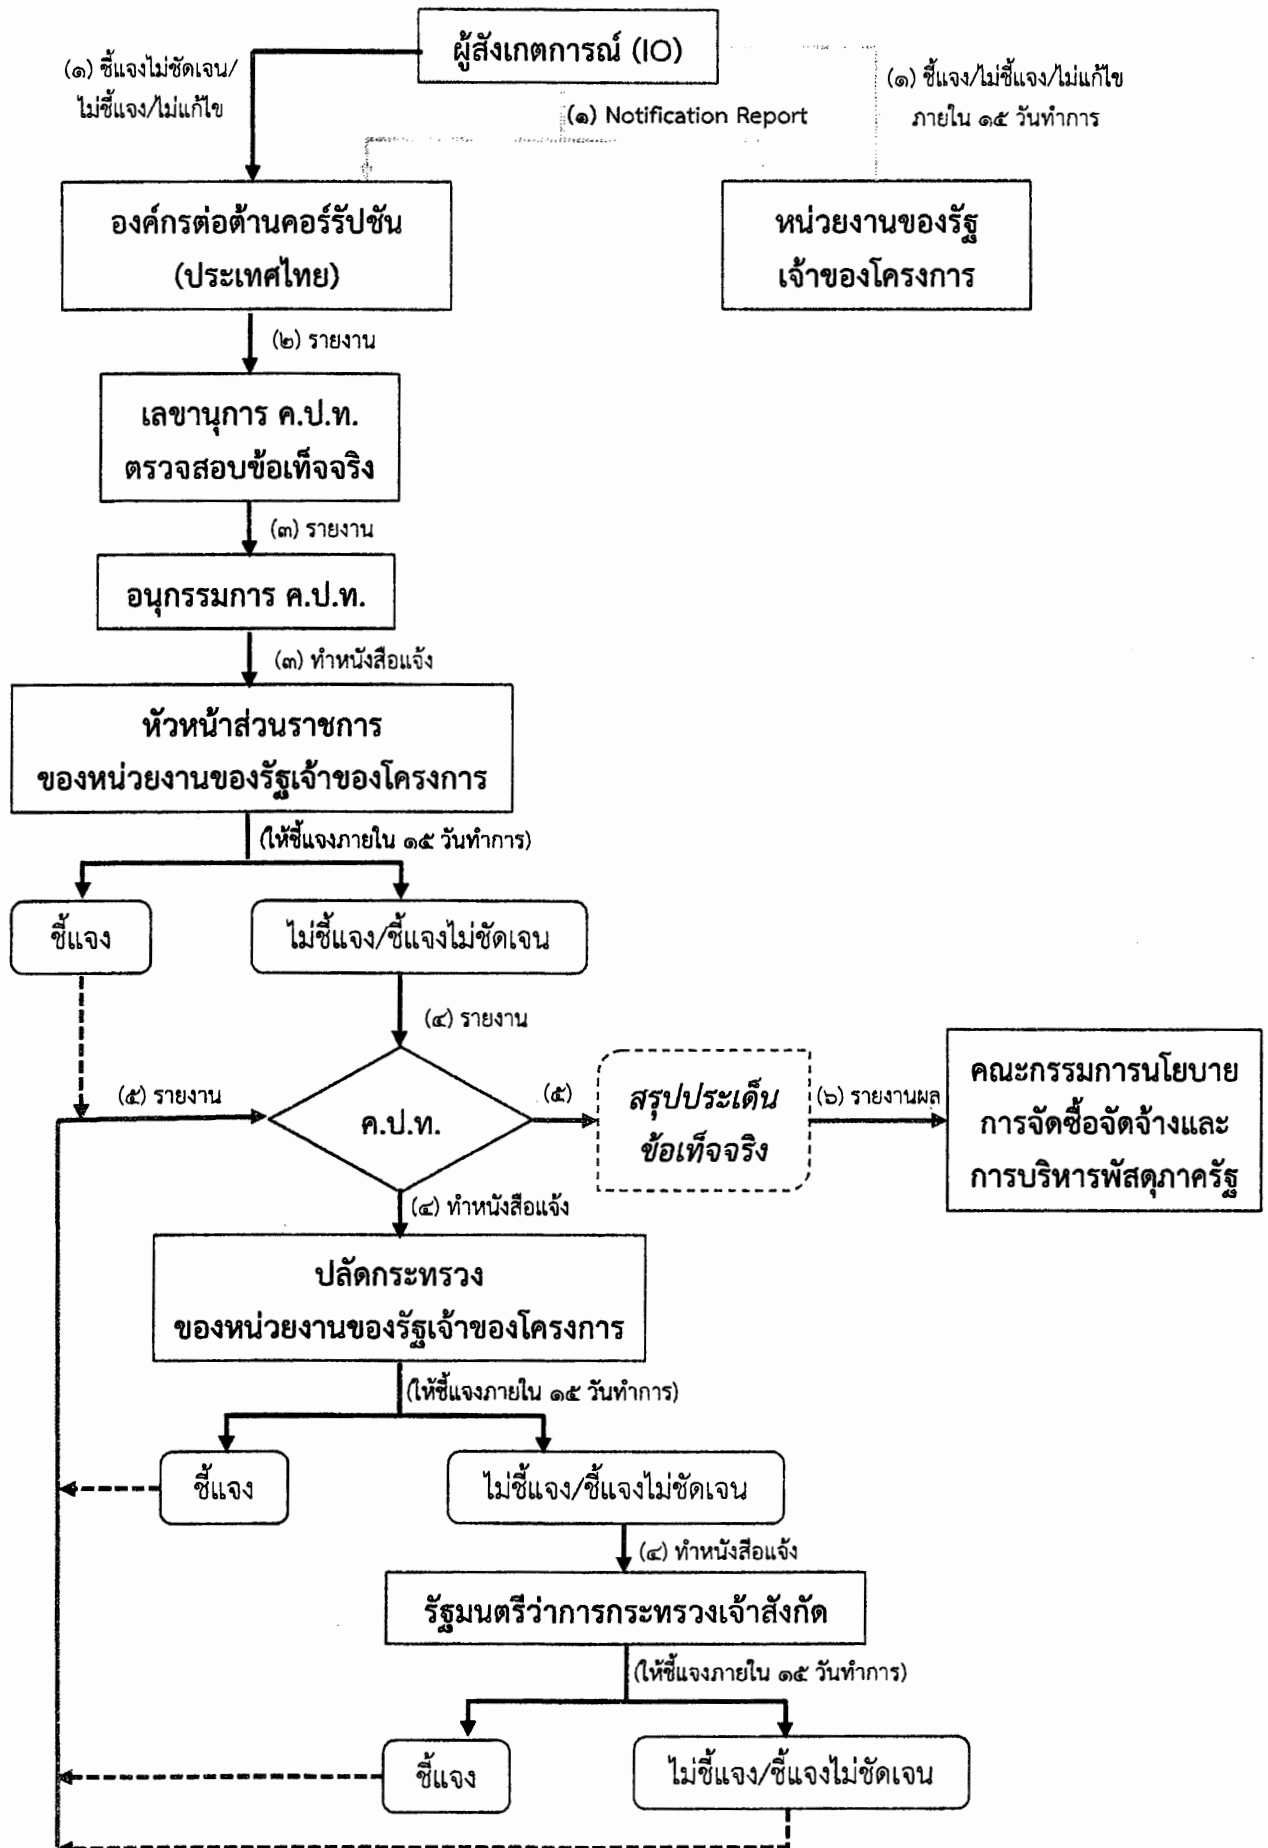 ผู้สังเกตการณ์ (IO)
(๑) ชี้แจงไม่ชัดเจน/
ไม่ชี้แจง/ไม่แก้ไข
(๑) Notification Report
(๑) ชี้แจง/ไม่ชี้แจง/ไม่แก้ไข
ภายใน ๑๕ วันทำการ
องค์กรต่อต้านคอร์รัปชัน
(ประเทศไทย)
หน่วยงานของรัฐ
เจ้าของโครงการ
(๒) รายงาน
เลขานุการ ค.ป.ท.
ตรวจสอบข้อเท็จจริง
(๓) รายงาน
อนุกรรมการ ค.ป.ท.
(๓) ทำหนังสือแจ้ง
หัวหน้าส่วนราชการ
ของหน่วยงานของรัฐเจ้าของโครงการ
(ให้ชี้แจงภายใน ๑๕ วันทำการ)
ชี้แจง
ไม่ชี้แจง/ชี้แจงไม่ชัดเจน
(๔) รายงาน
(๕) รายงาน
ค.ป.ท.
(๕)
สรุปประเด็น
ข้อเท็จจริง
(๖) รายงานผล
คณะกรรมการนโยบาย
การจัดซื้อจัดจ้างและ
การบริหารพัสดุภาครัฐ
(๔) ทำหนังสือแจ้ง
ปลัดกระทรวง
ของหน่วยงานของรัฐเจ้าของโครงการ
(ให้ชี้แจงภายใน ๑๕ วันทำการ)
ชี้แจง
ไม่ชี้แจง/ชี้แจงไม่ชัดเจน
(๔) ทำหนังสือแจ้ง
รัฐมนตรีว่าการกระทรวงเจ้าสังกัด
(ให้ชี้แจงภายใน ๑๕ วันทำการ)
ชี้แจง
ไม่ชี้แจง/ชี้แจงไม่ชัดเจน